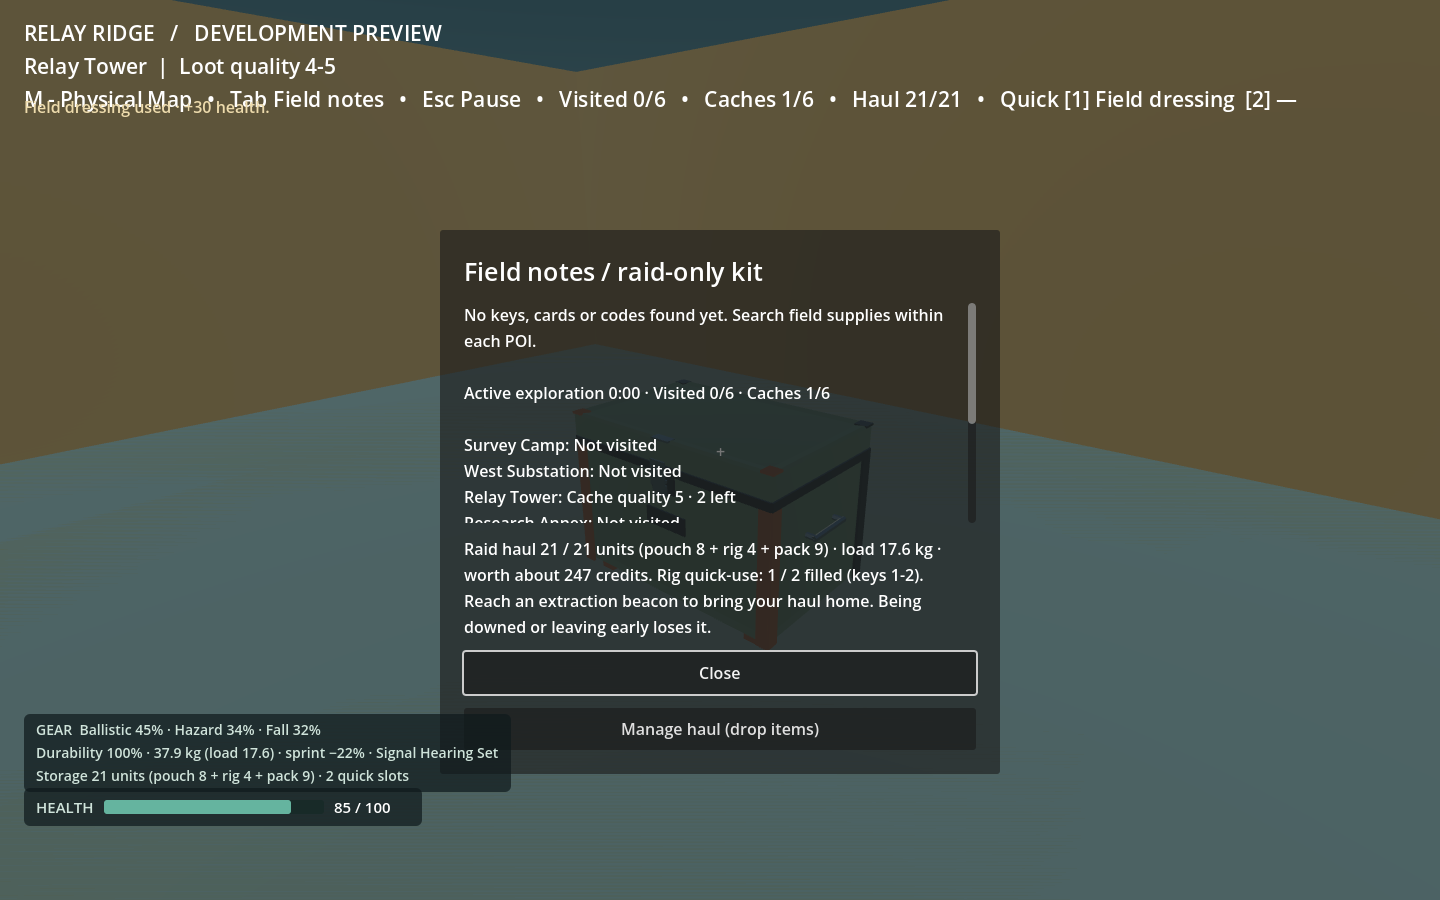 RELAY RIDGE / DEVELOPMENT PREVIEW
Relay Tower | Loot quality 4-5
M - Physical Map • Tab Field notes • Esc Pause • Visited 0/6 • Caches 1/6 • Haul 21/21 • Quick [1] Field dressing [2] —
Field dressing used · +30 health.
Field notes / raid-only kit
No keys, cards or codes found yet. Search field supplies within
each POI.
Active exploration 0:00 · Visited 0/6 · Caches 1/6
Survey Camp: Not visited
West Substation: Not visited
Relay Tower: Cache quality 5 · 2 left
Research Annex: Not visited
Raid haul 21 / 21 units (pouch 8 + rig 4 + pack 9) · load 17.6 kg ·
worth about 247 credits. Rig quick-use: 1 / 2 filled (keys 1-2).
Reach an extraction beacon to bring your haul home. Being
downed or leaving early loses it.
Close
Manage haul (drop items)
GEAR Ballistic 45% · Hazard 34% · Fall 32%
Durability 100% · 37.9 kg (load 17.6) · sprint −22% · Signal Hearing Set
Storage 21 units (pouch 8 + rig 4 + pack 9) · 2 quick slots
HEALTH 85 / 100